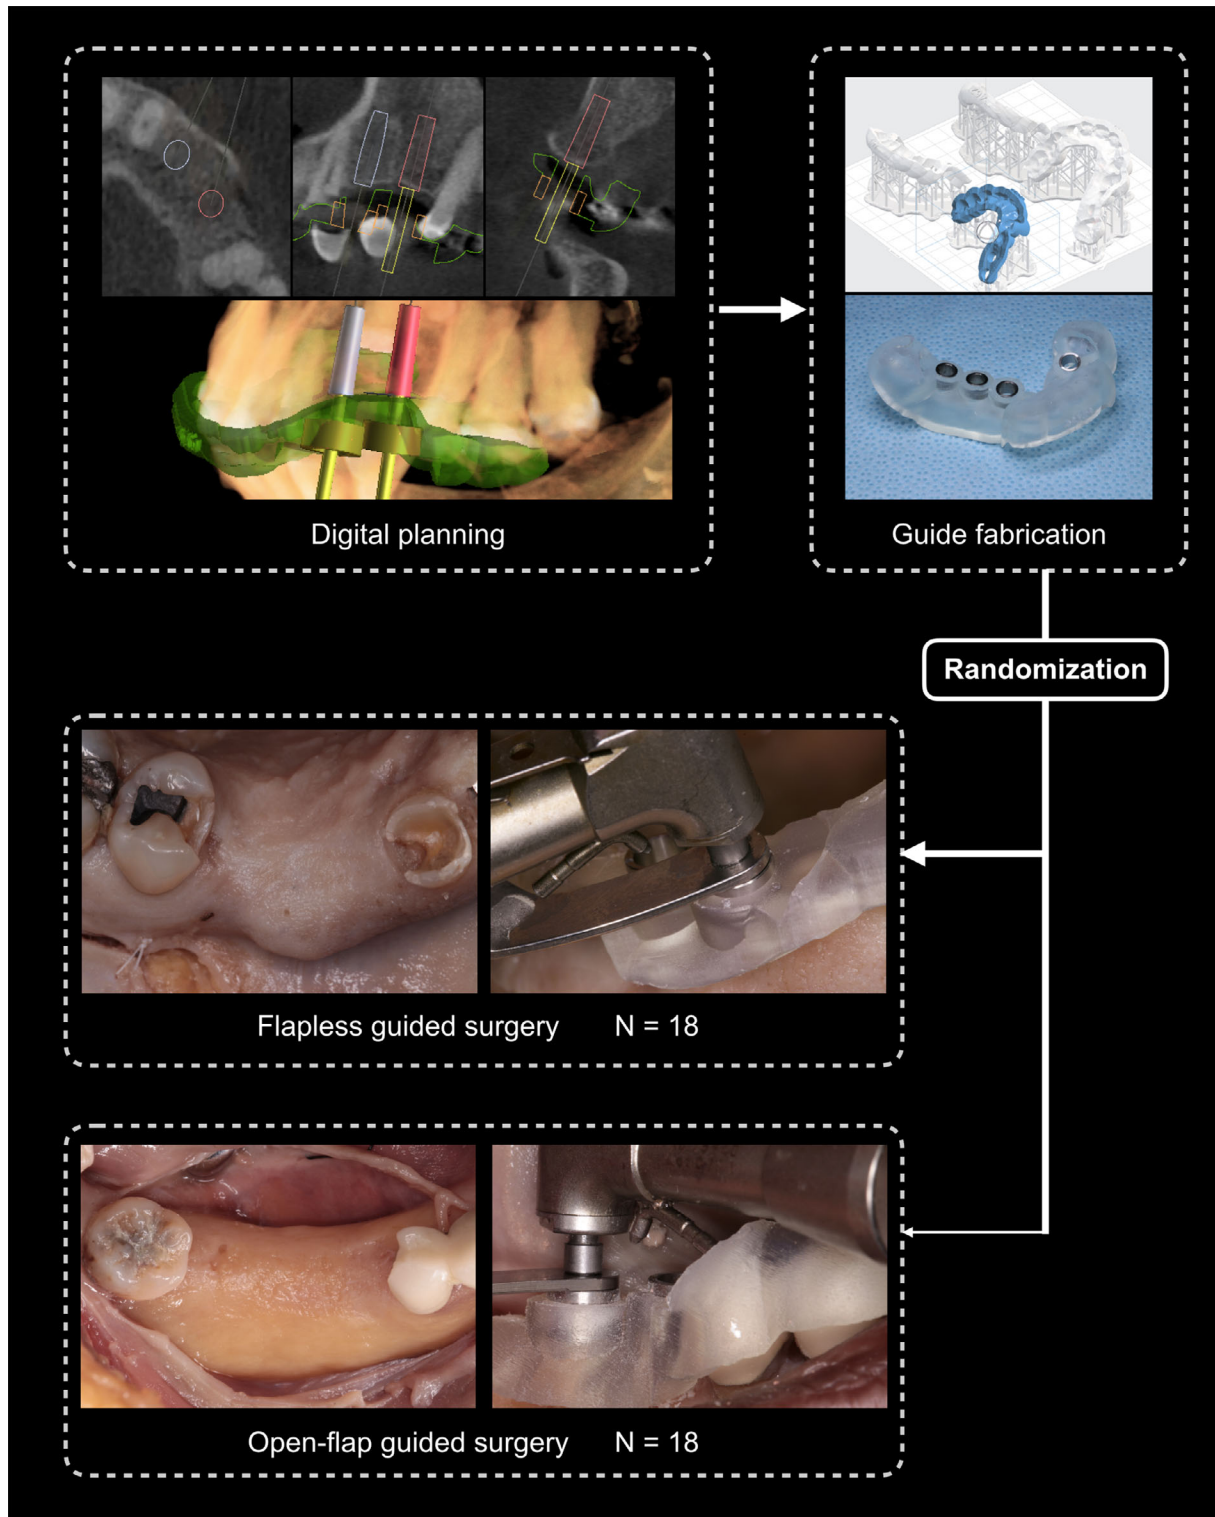 Digital planning
Guide fabrication
Randomization
Flapless guided surgery N = 18
Open-flap guided surgery N = 18